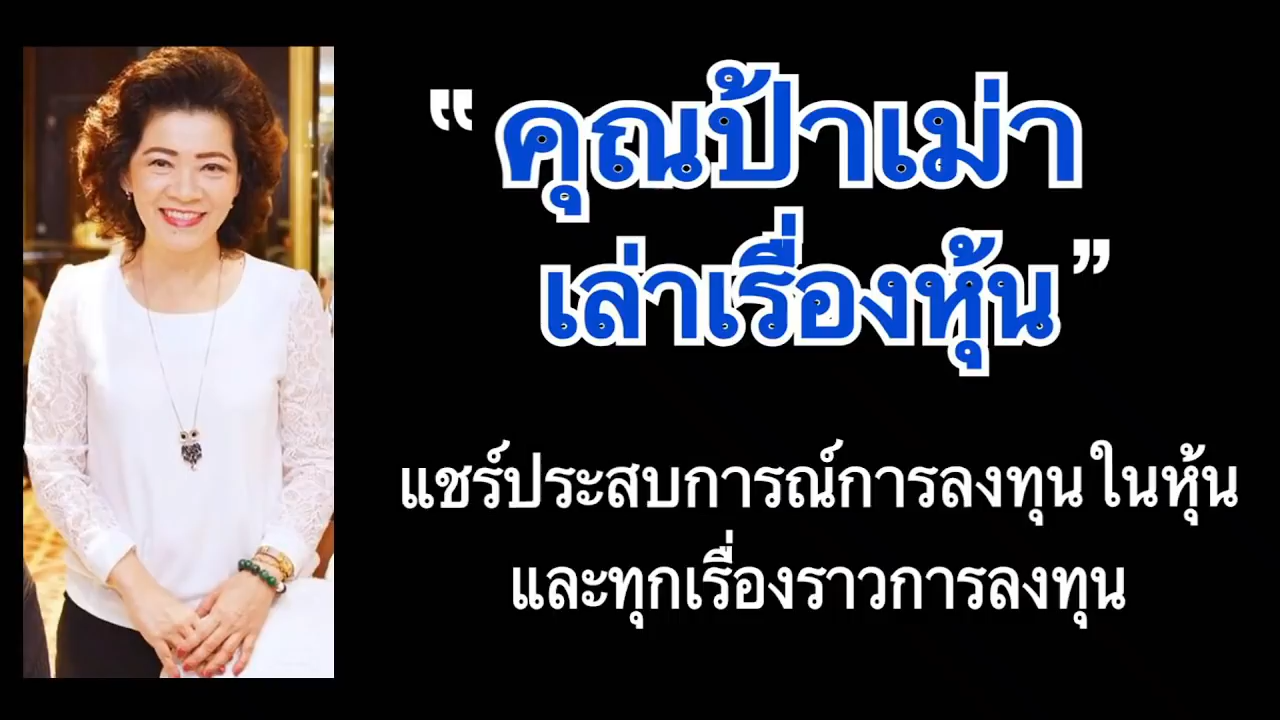 “คุณป้าเม่า
เล่าเรื่องหุ้น”
แชร์ประสบการณ์การลงทุน ในหุ้น
และทุกเรื่องราวการลงทุน